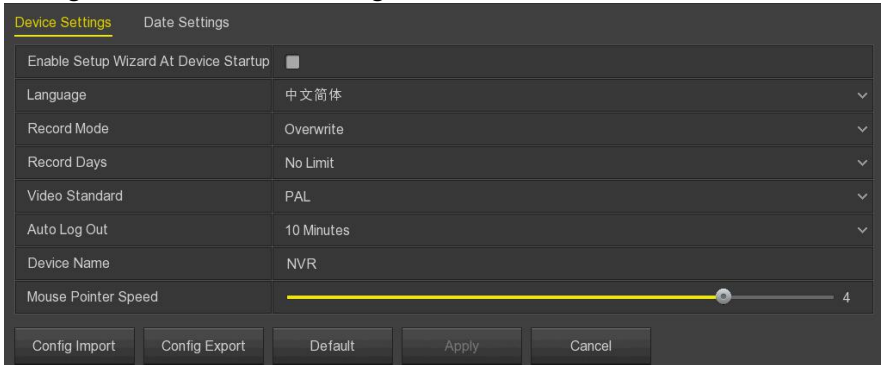 Device Settings Date Settings
Enable Setup Wizard At Device Startup
Language 中文简体
Record Mode Overwrite
Record Days No Limit
Video Standard PAL
Auto Log Out 10 Minutes
Device Name NVR
Mouse Pointer Speed 4
Config Import Config Export Default Apply Cancel